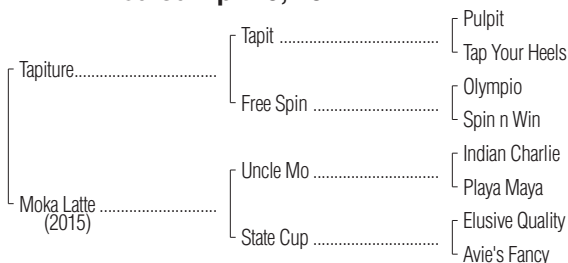 Pulpit
Tapit
Tap Your Heels
Tapiture
Olympio
Free Spin
Spin n Win
Indian Charlie
Uncle Mo
Playa Maya
Moka Latte
(2015)
Elusive Quality
State Cup
Avie's Fancy